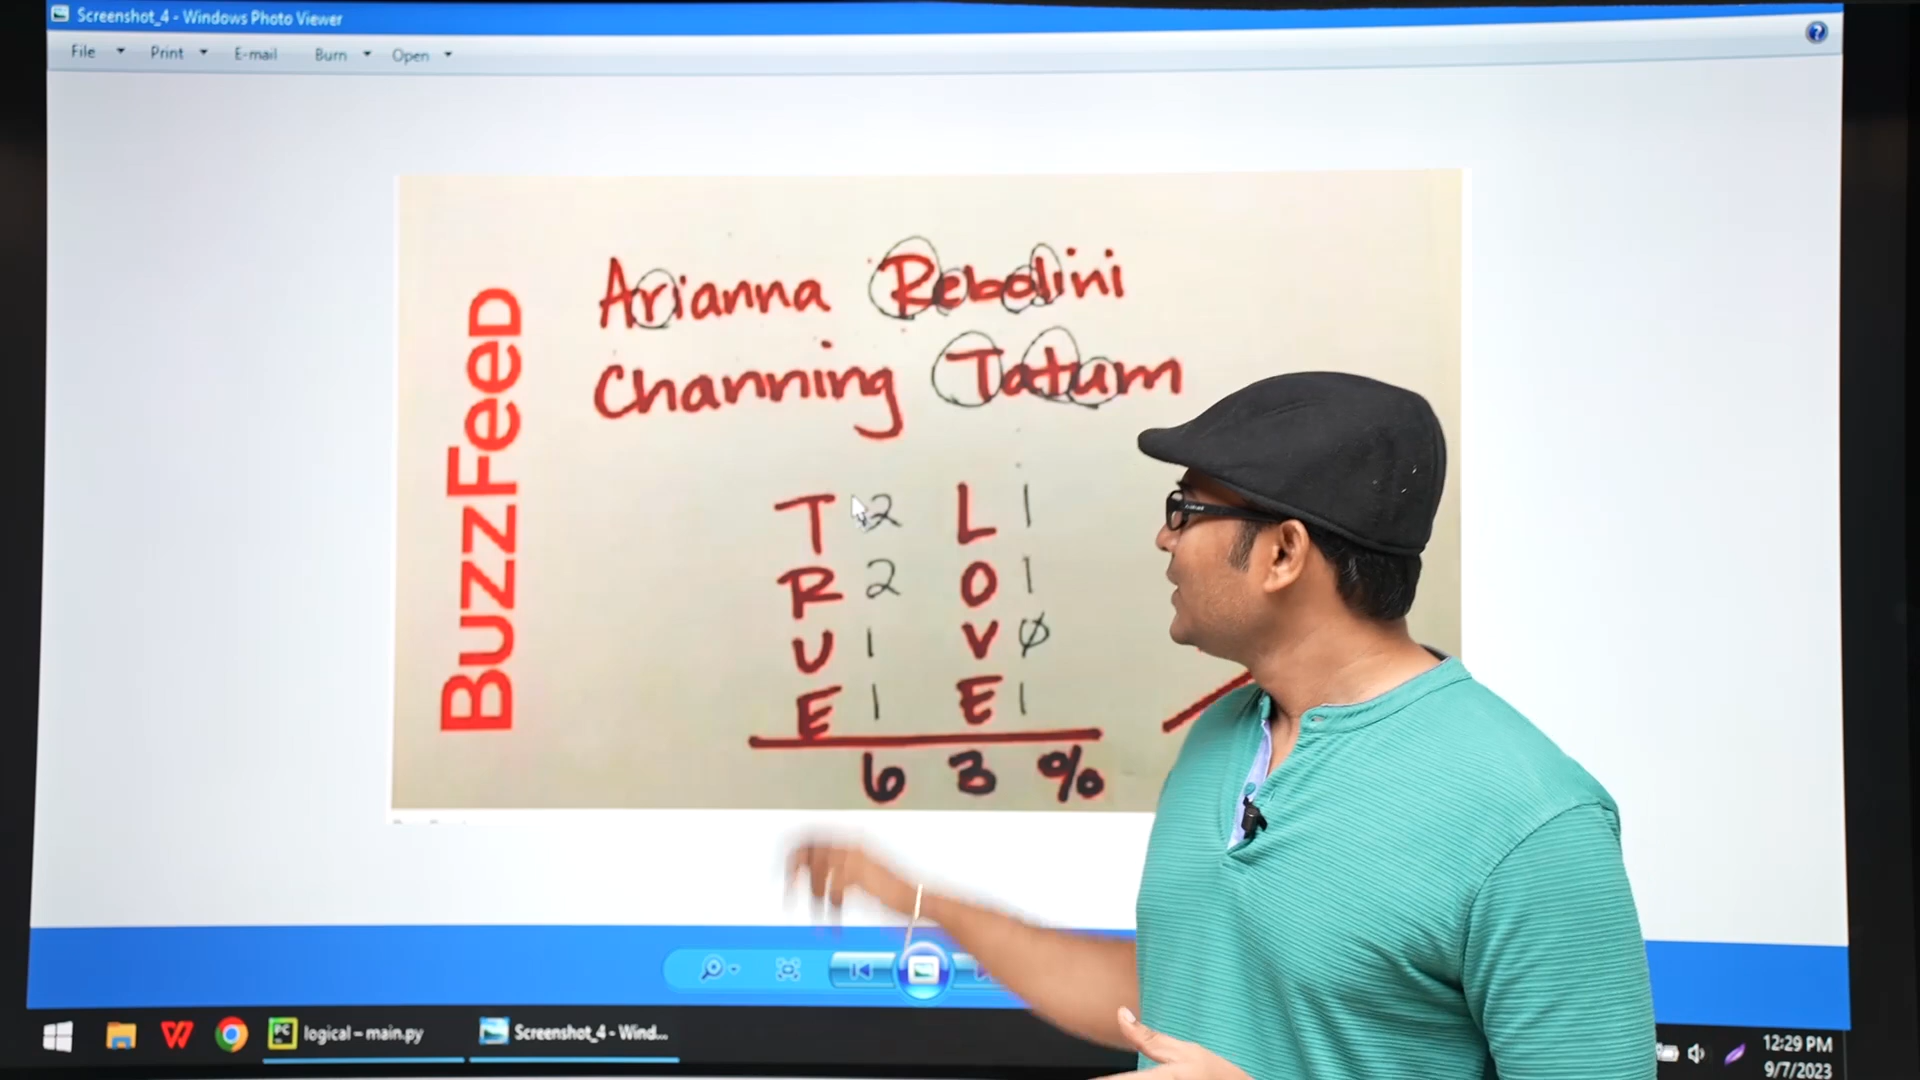 Screenshot_4 - Windows Photo Viewer
File Print E-mail Burn Open
BuzzFeed
Arianna Rebolini
Channing Tatum
T 2 L 1
R 2 O 1
U 1 V 0
E 1 E 1
6 3 %
logical – main.py
Screenshot_4 - Wind...
12:29 PM
9/7/2023